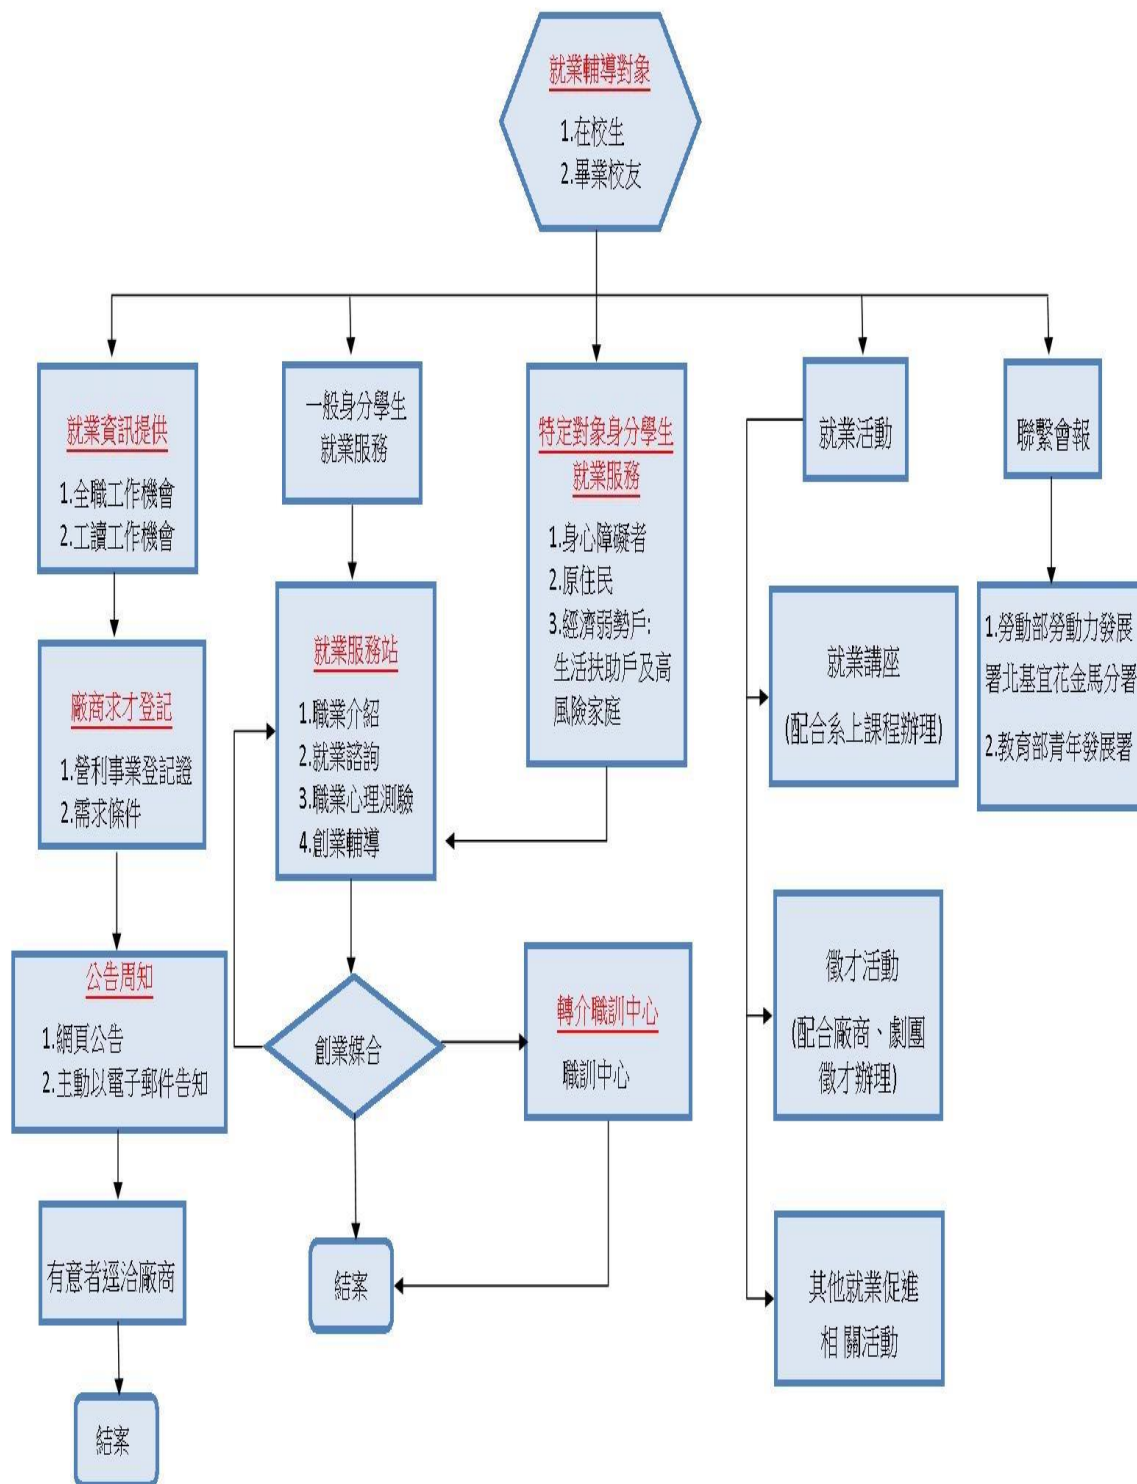 就業輔導對象
1.在校生
2.畢業校友
就業資訊提供
1.全職工作機會
2.工讀工作機會
一般身分學生
就業服務
特定對象身分學生
就業服務
1.身心障礙者
2.原住民
3.經濟弱勢戶:
生活扶助戶及高
風險家庭
就業活動
聯繫會報
廠商求才登記
1.營利事業登記證
2.需求條件
就業服務站
1.職業介紹
2.就業諮詢
3.職業心理測驗
4.創業輔導
就業講座
(配合系上課程辦理)
1.勞動部勞動力發展
署北基宜花金馬分署
2.教育部青年發展署
公告周知
1.網頁公告
2.主動以電子郵件告知
創業媒合
轉介職訓中心
職訓中心
徵才活動
(配合廠商、劇團
徵才辦理)
有意者逕洽廠商
結案
其他就業促進
相 關活動
結案